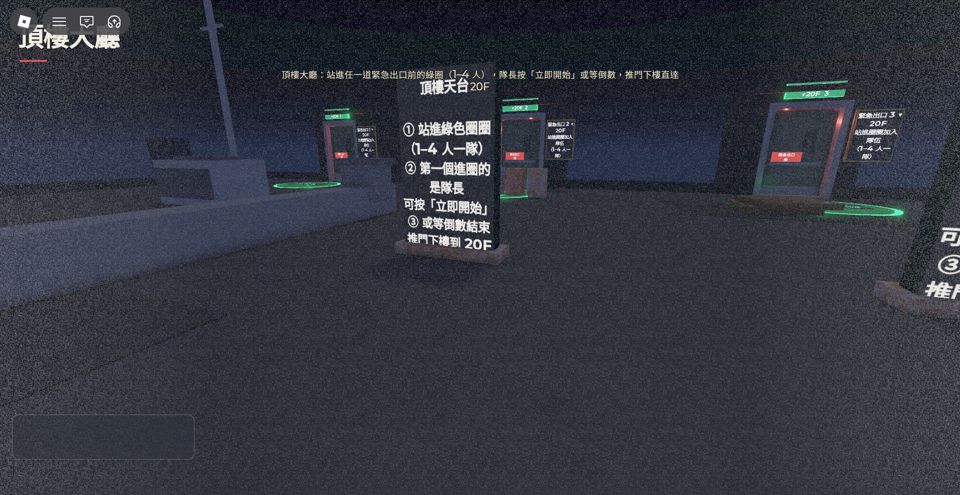 頂樓大廳
頂樓大廳：站進任一道緊急出口前的綠圈（1–4 人），隊長按「立即開始」或等倒數，推門下樓直達
頂樓天台 20F
① 站進綠色圈圈
（1–4 人一隊）
② 第一個進圈的
是隊長
可按「立即開始」
③ 或等倒數結束
推門下樓到 20F
緊急出口 2
20F
20F 3
緊急出口 3 ▼
20F
站進圈圈加入
隊伍
（1–4 人一
隊）
可
③
推門